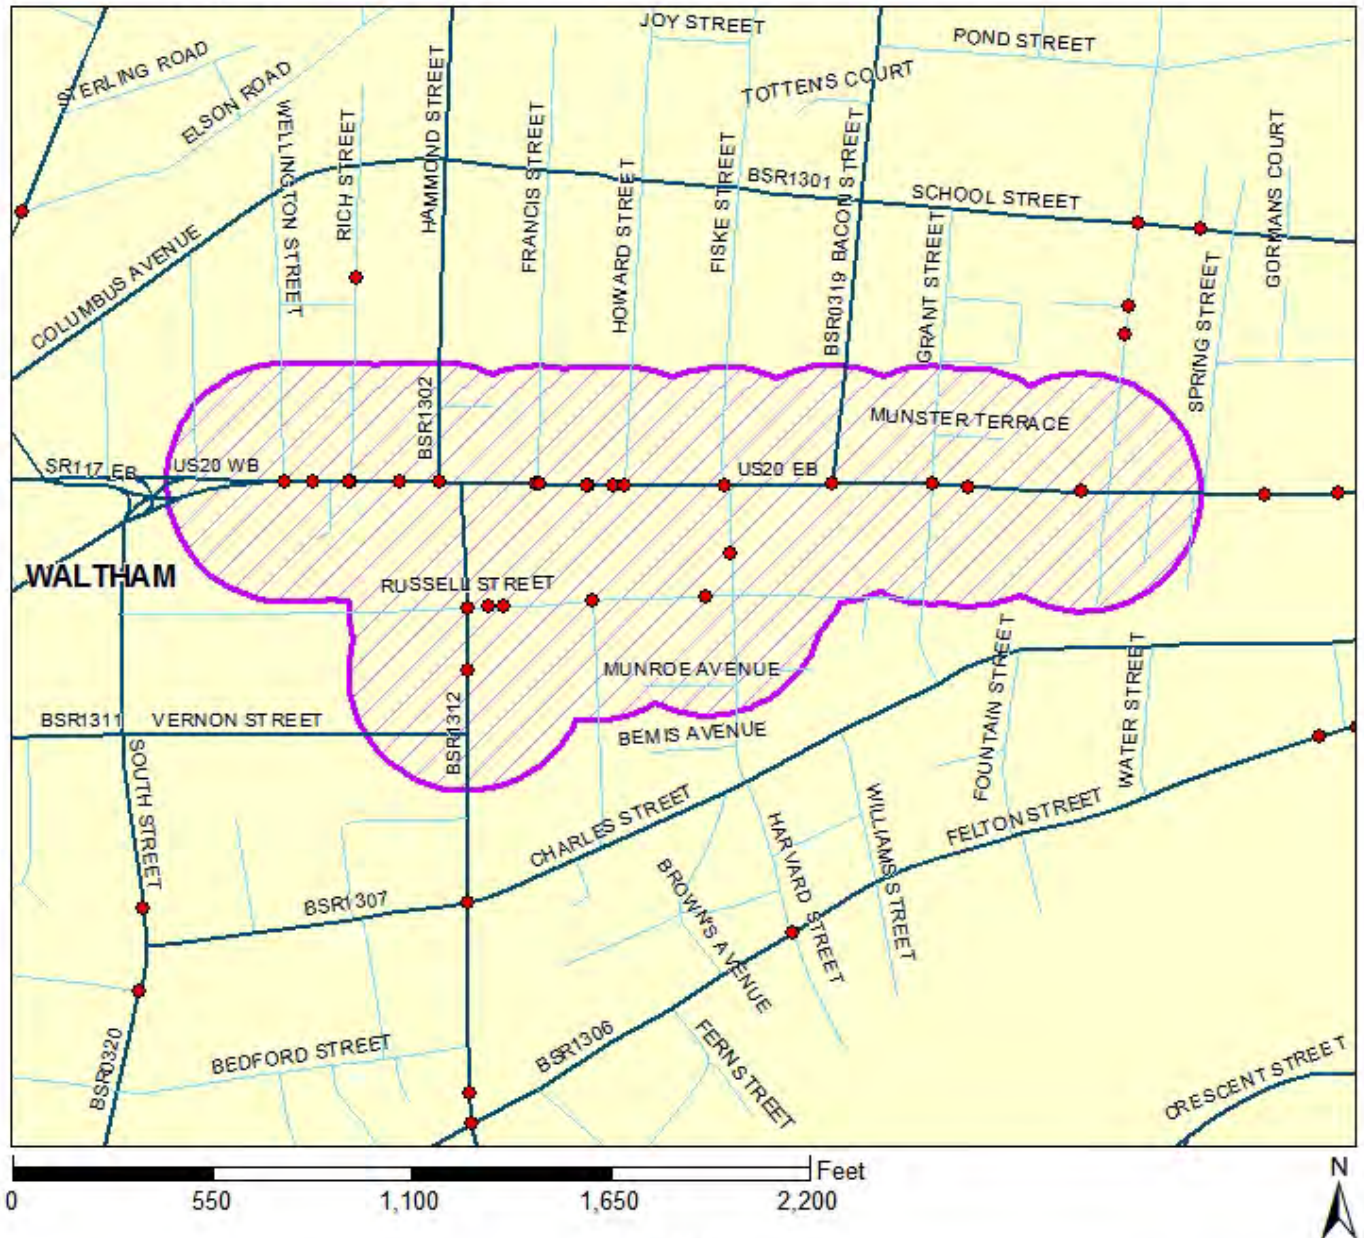 JOY STREET
POND STREET
STERLING ROAD
ELSON ROAD
HAMMOND STREET
TOTTENS COURT
WELLINGTON STREET
RICH STREET
FRANCIS STREET
HOWARD STREET
FISKE STREET
BSR1301
BSR0319 BACON STREET
SCHOOL STREET
GORMANS COURT
COLUMBUS AVENUE
GRANT STREET
SPRING STREET
BSR1302
MUNSTER TERRACE
SR117 EB
US20 WB
US20 EB
WALTHAM
RUSSELL STREET
MUNROE AVENUE
FOUNTAIN STREET
WATER STREET
BSR1311
VERNON STREET
BSR1312
BEMIS AVENUE
SOUTH STREET
CHARLES STREET
HARVARD STREET
WILLIAMS STREET
FELTON STREET
BROWN'S AVENUE
BSR1307
BSR0320
BEDFORD STREET
BSR1306
FERN STREET
CRESCENT STREET
Feet
0 550 1,100 1,650 2,200
N